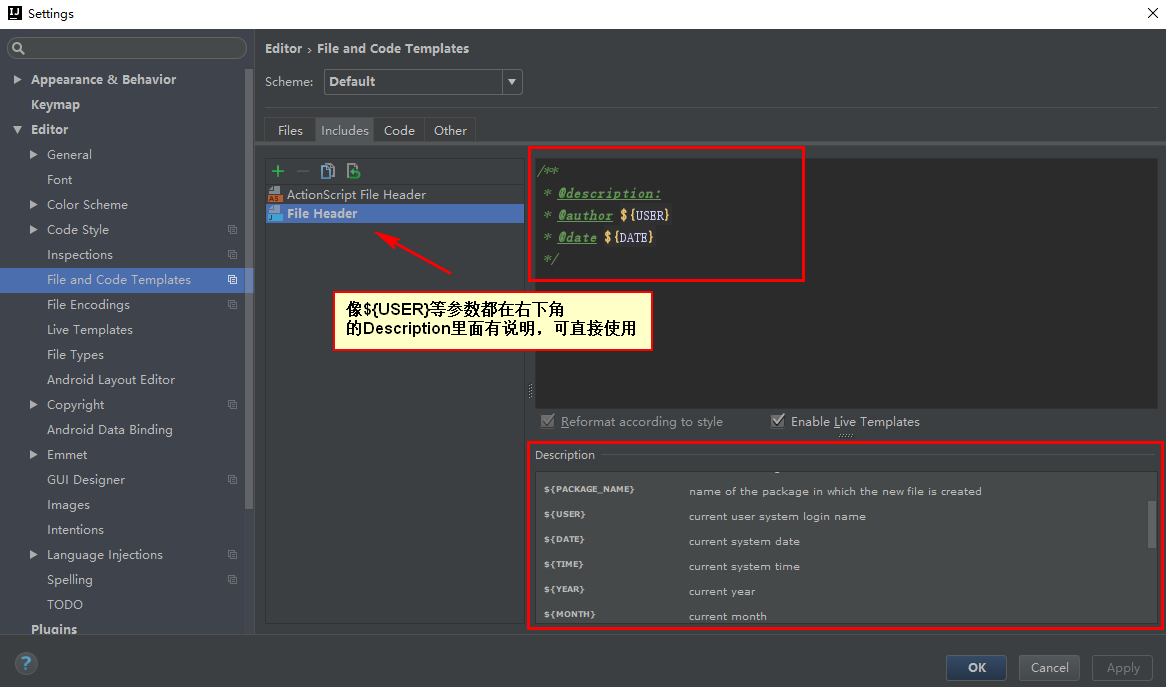 Settings
Appearance & Behavior
Keymap
Editor
General
Font
Color Scheme
Code Style
Inspections
File and Code Templates
File Encodings
Live Templates
File Types
Android Layout Editor
Copyright
Android Data Binding
Emmet
GUI Designer
Images
Intentions
Language Injections
Spelling
TODO
Plugins
Editor › File and Code Templates
Scheme: Default
Files Includes Code Other
ActionScript File Header
File Header
/**
* @description:
* @author ${USER}
* @date ${DATE}
*/
像${USER}等参数都在右下角
的Description里面有说明，可直接使用
Reformat according to style Enable Live Templates
Description
${PACKAGE_NAME} name of the package in which the new file is created
${USER} current user system login name
${DATE} current system date
${TIME} current system time
${YEAR} current year
${MONTH} current month
? OK Cancel Apply